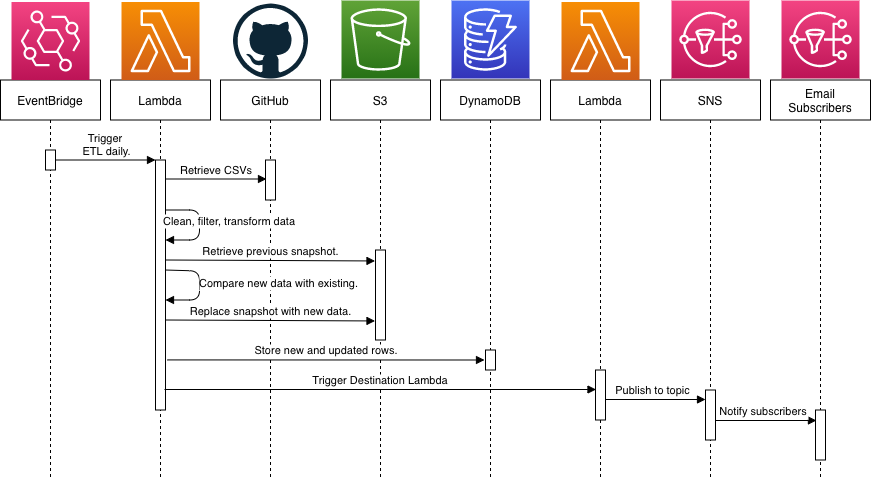 EventBridge
Lambda
GitHub
S3
DynamoDB
Lambda
SNS
Email
Subscribers
Trigger
ETL daily.
Retrieve CSVs
Clean, filter, transform data
Retrieve previous snapshot.
Compare new data with existing.
Replace snapshot with new data.
Store new and updated rows.
Trigger Destination Lambda
Publish to topic
Notify subscribers